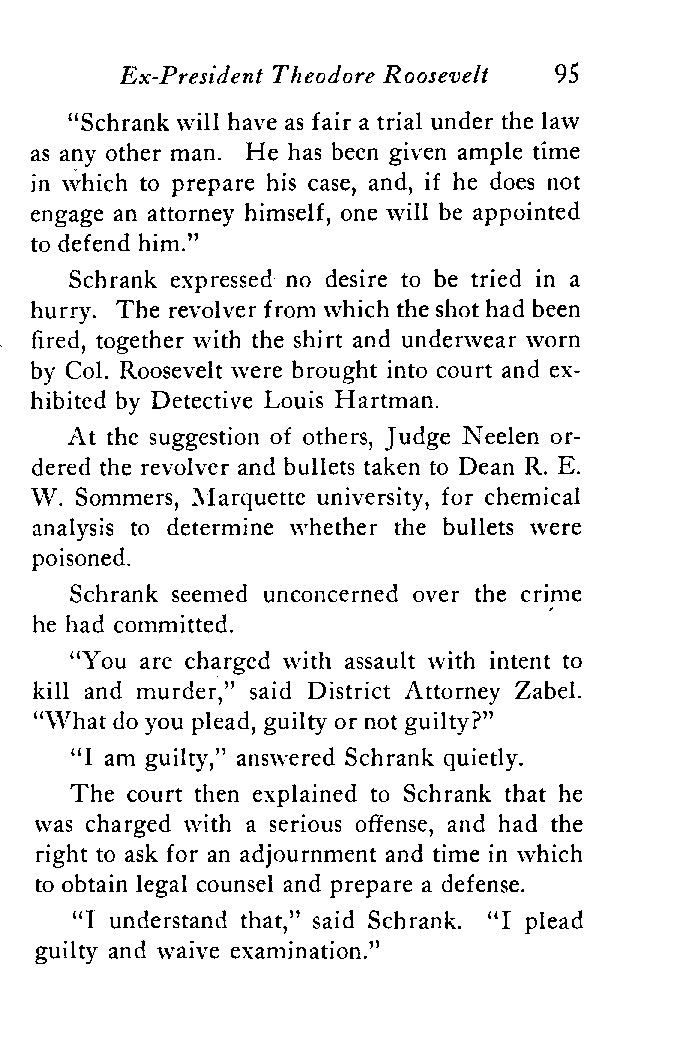 Ex-President Theodore Roosevelt 95
“Schrank will have as fair a trial under the law
as any other man. He has been given ample time
in which to prepare his case, and, if he does not
engage an attorney himself, one will be appointed
to defend him.”
Schrank expressed no desire to be tried in a
hurry. The revolver from which the shot had been
fired, together with the shirt and underwear worn
by Col. Roosevelt were brought into court and ex-
hibited by Detective Louis Hartman.
At the suggestion of others, Judge Neelen or-
dered the revolver and bullets taken to Dean R. E.
W. Sommers, Marquette university, for chemical
analysis to determine whether the bullets were
poisoned.
Schrank seemed unconcerned over the crime
he had committed.
“You are charged with assault with intent to
kill and murder,” said District Attorney Zabel.
“What do you plead, guilty or not guilty?”
“I am guilty,” answered Schrank quietly.
The court then explained to Schrank that he
was charged with a serious offense, and had the
right to ask for an adjournment and time in which
to obtain legal counsel and prepare a defense.
“I understand that,” said Schrank. “I plead
guilty and waive examination.”